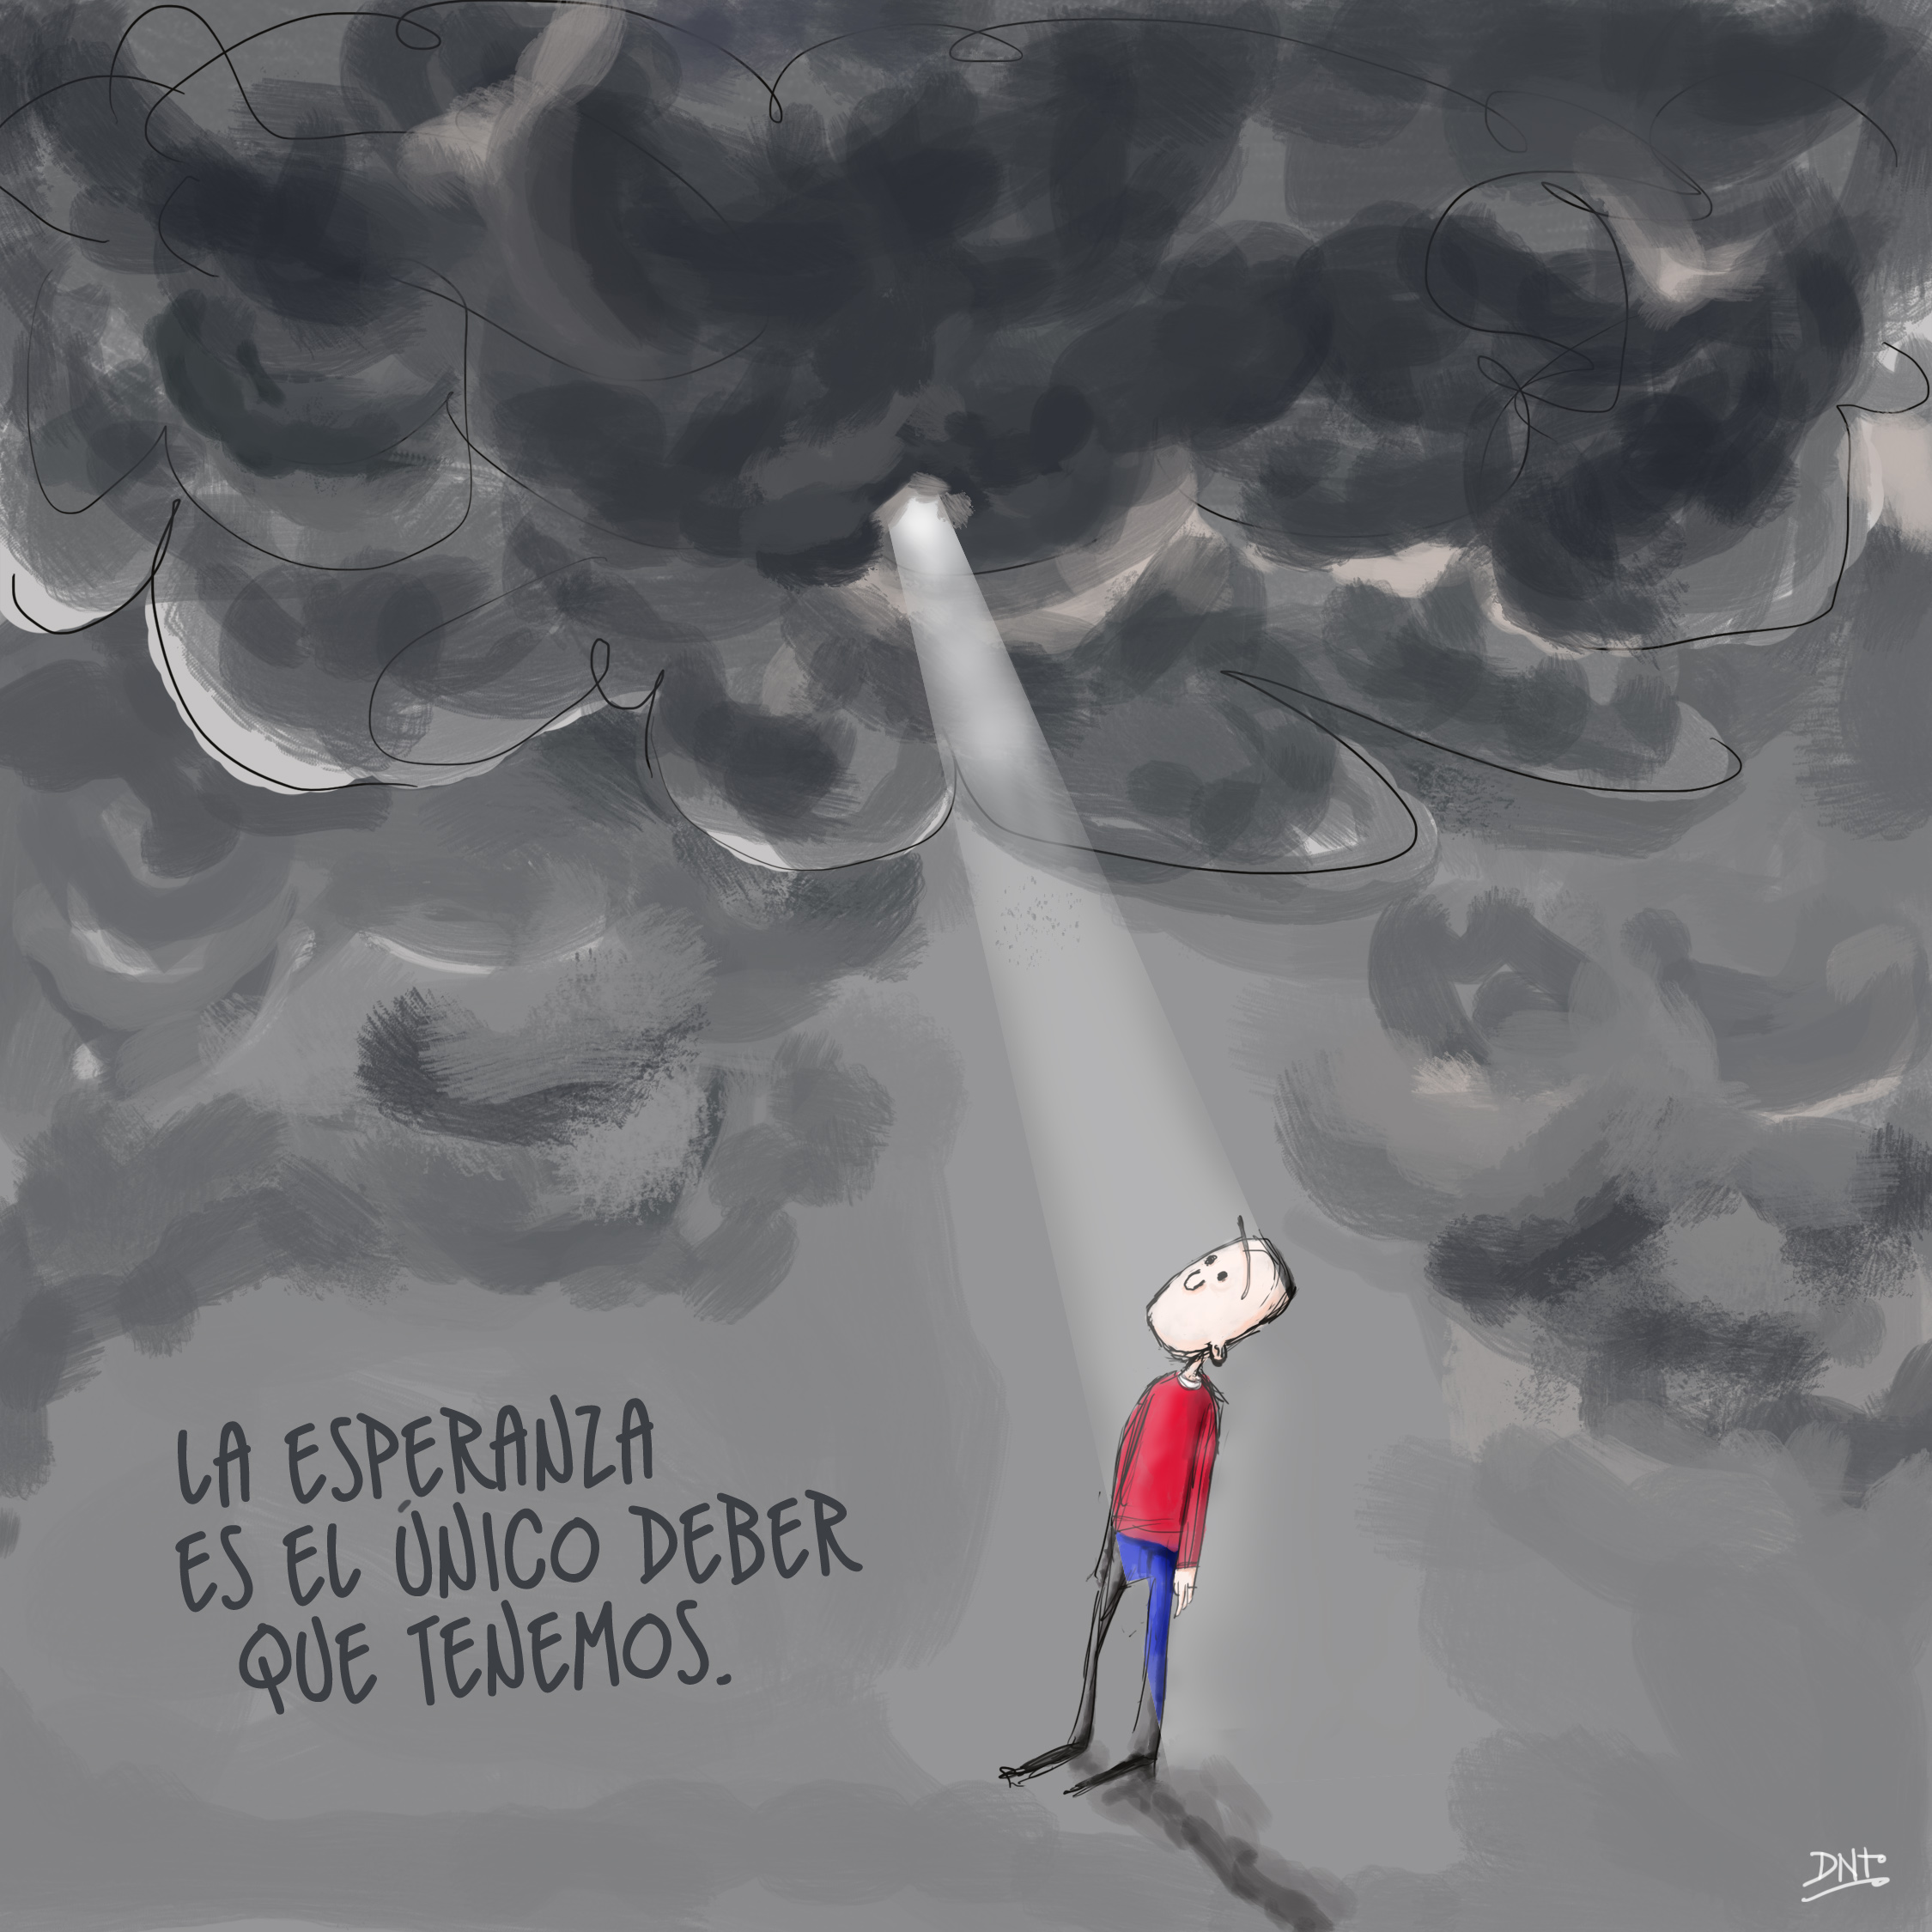 LA ESPERANZA
ES EL ÚNICO DEBER
QUE TENEMOS.
DNT